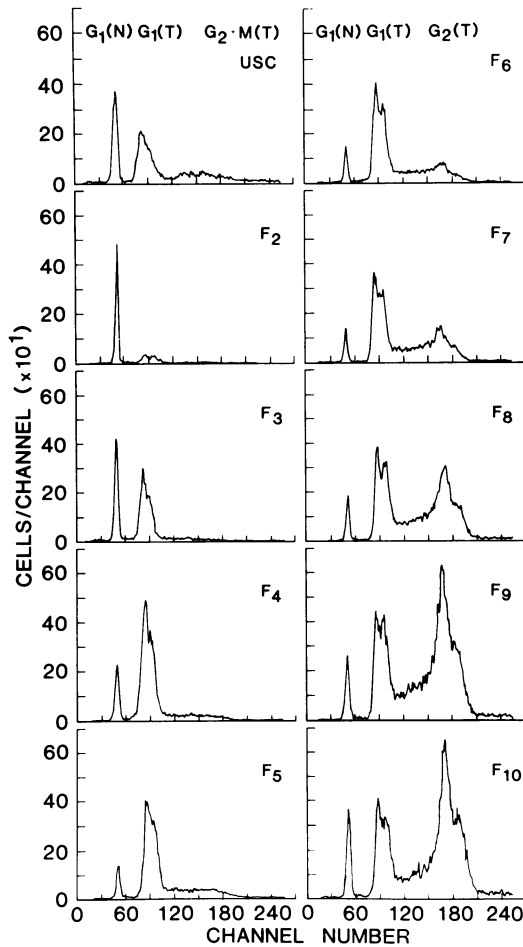 G1(N) G1(T) G2·M(T)
USC
60
40
20
0
F2
60
40
20
0
F3
60
40
20
0
F4
60
40
20
0
F5
60
40
20
0
0 60 120 180 240
G1(N) G1(T) G2(T)
F6
F7
F8
F9
F10
0 60 120 180 240
CELLS/CHANNEL (×10¹)
CHANNEL NUMBER